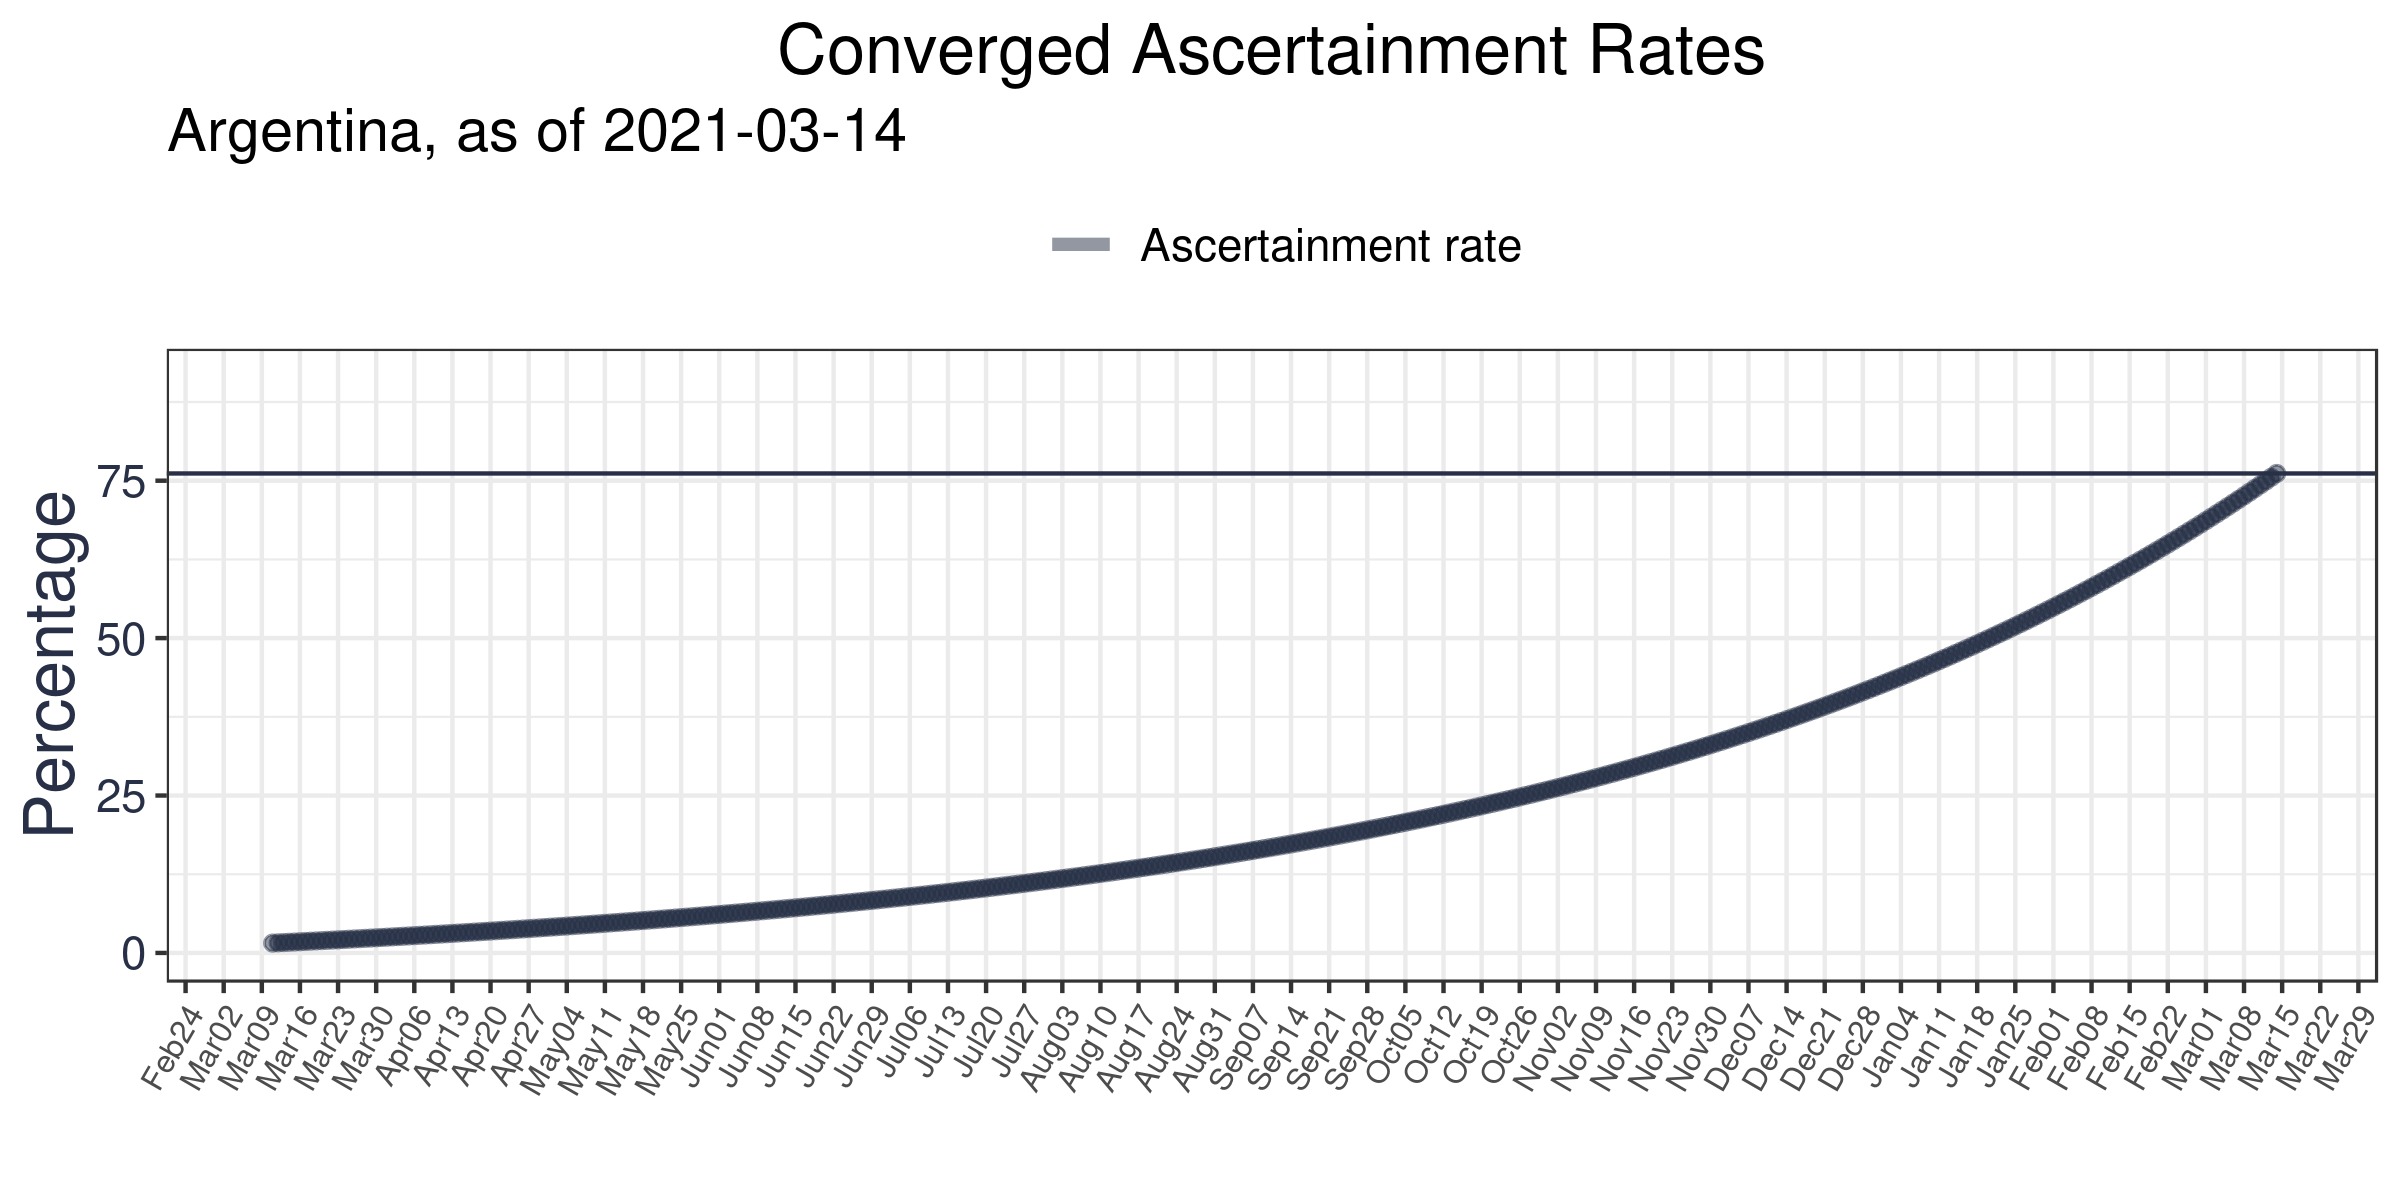 Converged Ascertainment Rates
Argentina, as of 2021-03-14
Ascertainment rate
Percentage
75
50
25
0
Feb24 Mar02 Mar09 Mar16 Mar23 Mar30 Apr06 Apr13 Apr20 Apr27 May04 May11 May18 May25 Jun01 Jun08 Jun15 Jun22 Jun29 Jul06 Jul13 Jul20 Jul27 Aug03 Aug10 Aug17 Aug24 Aug31 Sep07 Sep14 Sep21 Sep28 Oct05 Oct12 Oct19 Oct26 Nov02 Nov09 Nov16 Nov23 Nov30 Dec07 Dec14 Dec21 Dec28 Jan04 Jan11 Jan18 Jan25 Feb01 Feb08 Feb15 Feb22 Mar01 Mar08 Mar15 Mar22 Mar29